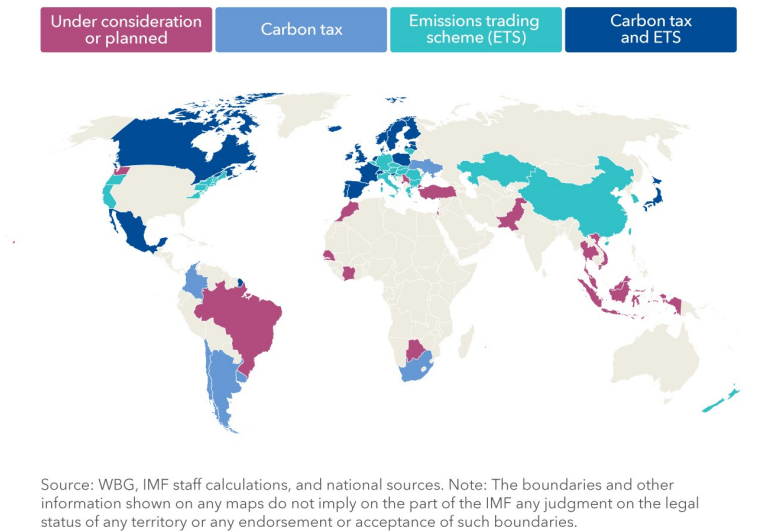 Under consideration
or planned
Carbon tax
Emissions trading
scheme (ETS)
Carbon tax
and ETS
Source: WBG, IMF staff calculations, and national sources. Note: The boundaries and other
information shown on any maps do not imply on the part of the IMF any judgment on the legal
status of any territory or any endorsement or acceptance of such boundaries.